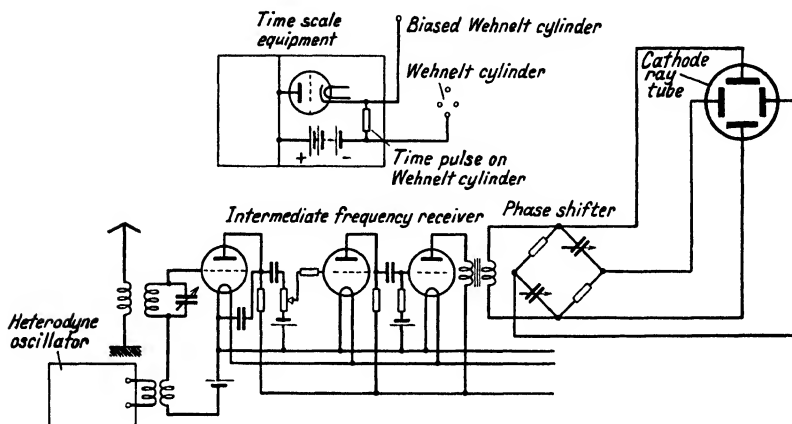 Time scale
equipment
Biased Wehnelt cylinder
Wehnelt cylinder
Cathode
ray
tube
+ -
Time pulse on
Wehnelt cylinder
Intermediate frequency receiver
Phase shifter
Heterodyne
oscillator